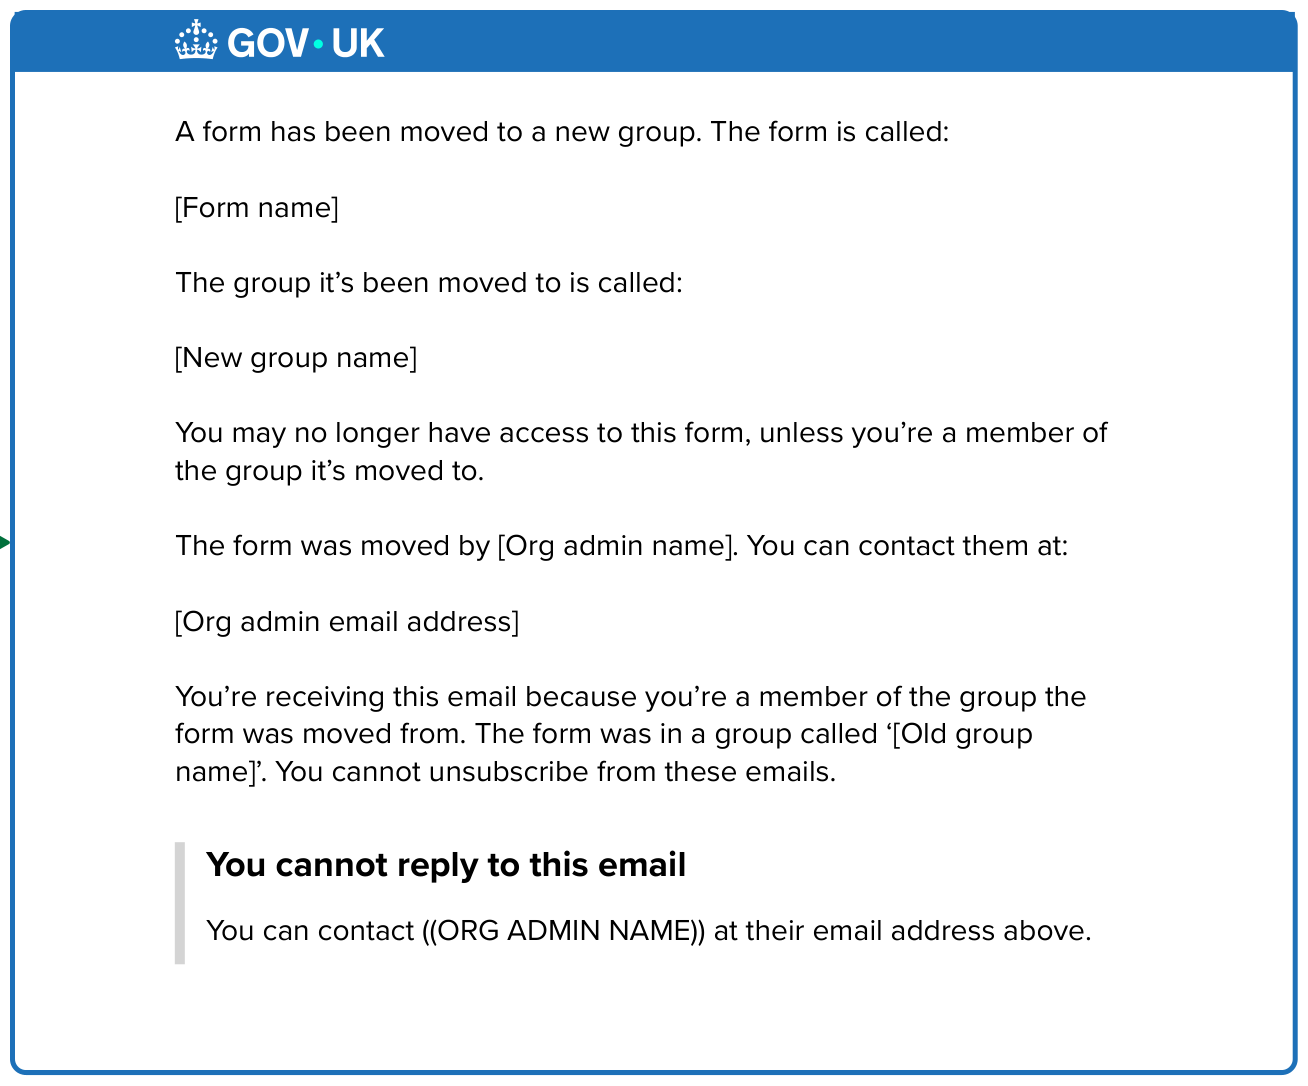 GOV·UK
A form has been moved to a new group. The form is called:
[Form name]
The group it’s been moved to is called:
[New group name]
You may no longer have access to this form, unless you’re a member of
the group it’s moved to.
The form was moved by [Org admin name]. You can contact them at:
[Org admin email address]
You’re receiving this email because you’re a member of the group the
form was moved from. The form was in a group called ‘[Old group
name]’. You cannot unsubscribe from these emails.
You cannot reply to this email
You can contact ((ORG ADMIN NAME)) at their email address above.